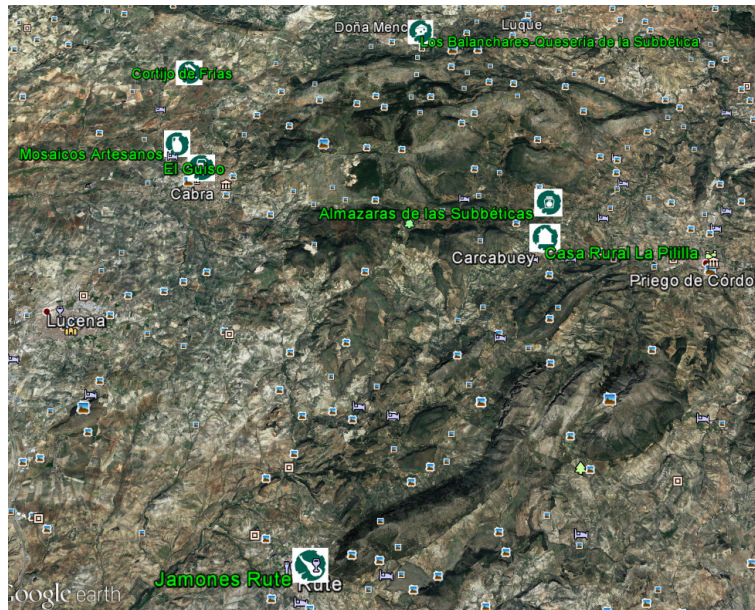 Doña Menc
Luque
Los Balanchares-Quesería de la Subbética
Cortijo de Frías
Mosaicos Artesanos
El Guiso
Cabra
Almazaras de las Subbéticas
Carcabuey
Casa Rural La Pililla
Priego de Córdo
Lucena
Jamones Rute
Rute
Google earth